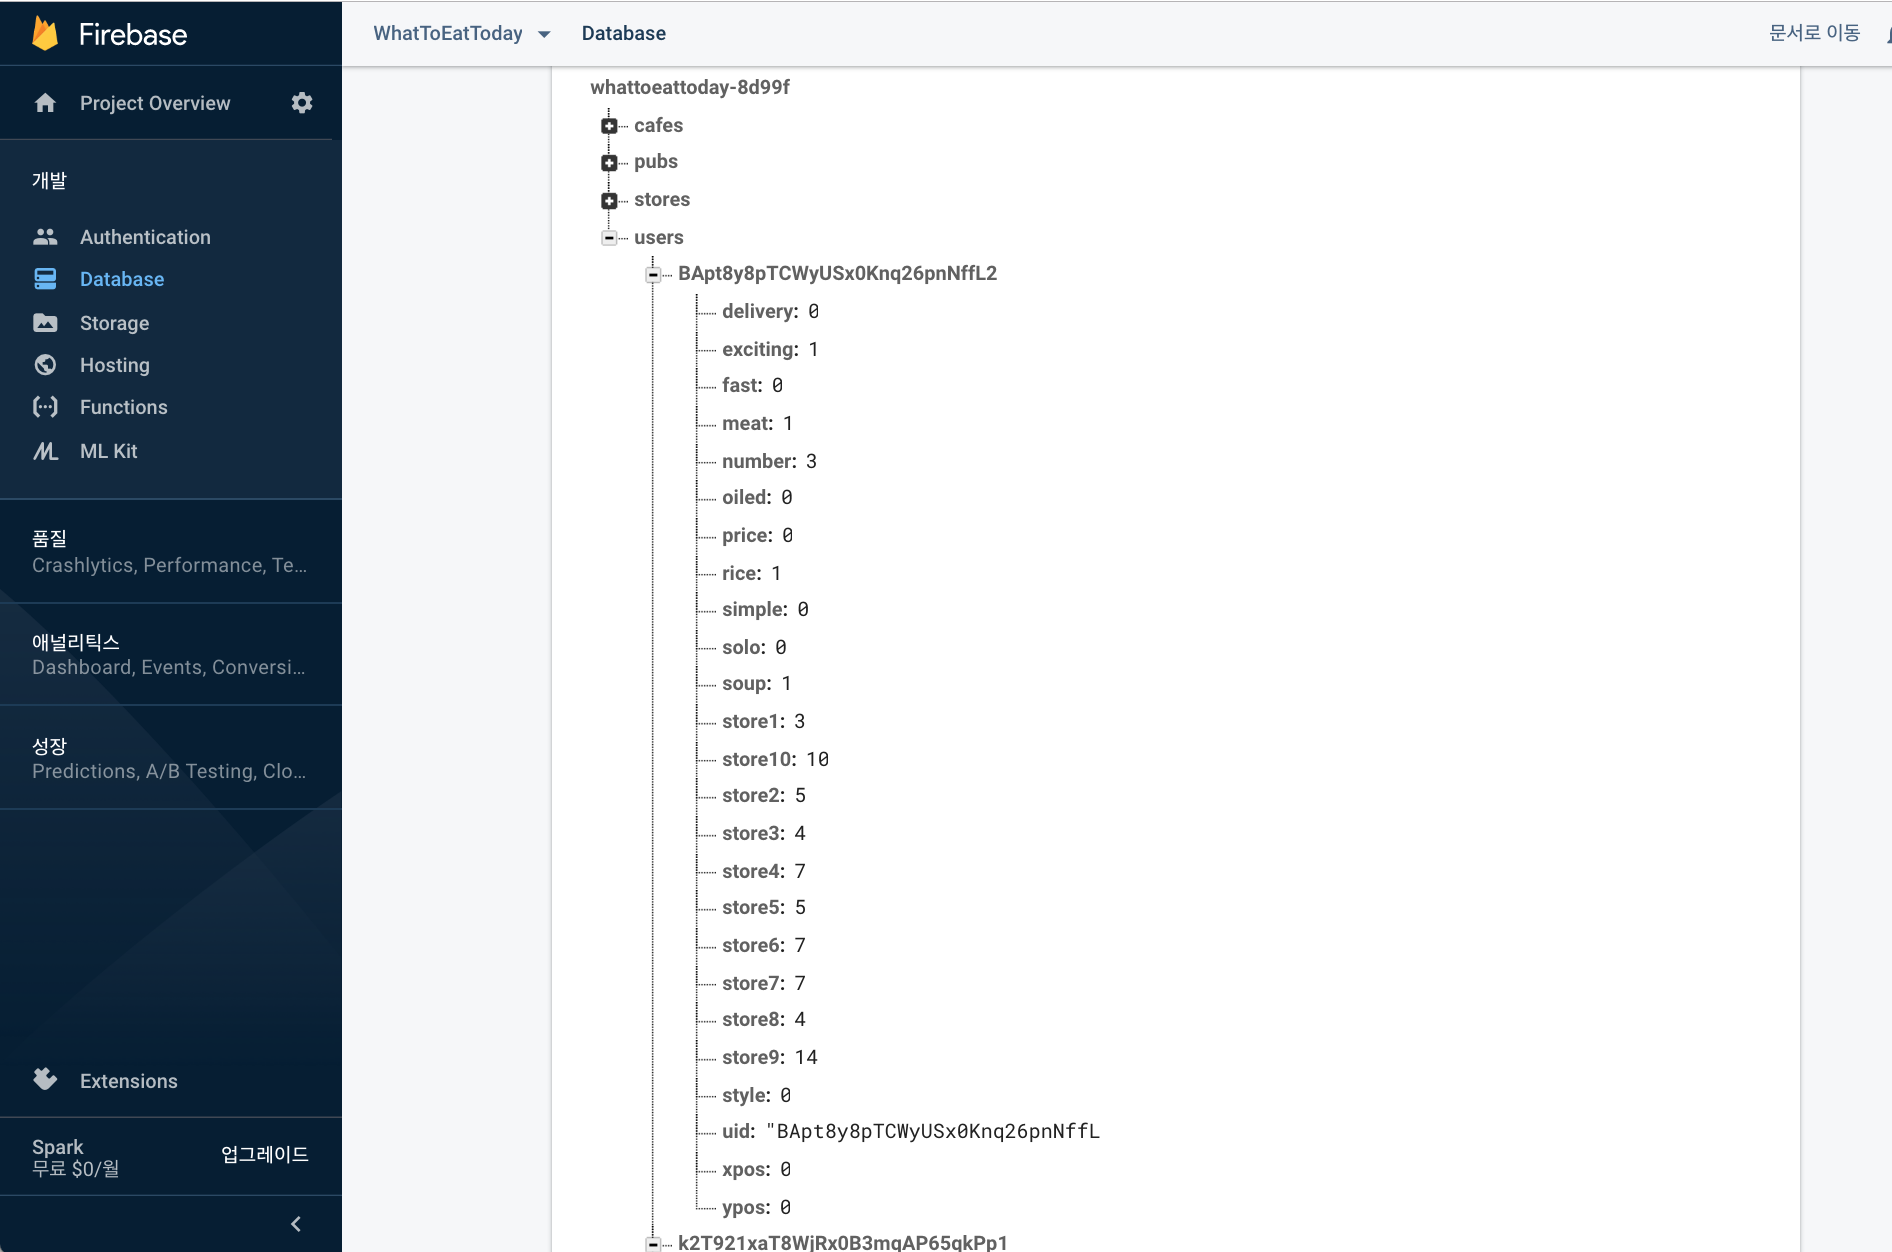 Firebase
Project Overview
개발
Authentication
Database
Storage
Hosting
Functions
ML Kit
품질
Crashlytics, Performance, Te...
애널리틱스
Dashboard, Events, Conversi...
성장
Predictions, A/B Testing, Clo...
Extensions
Spark
무료 $0/월
업그레이드
WhatToEatToday
Database
문서로 이동
whattoeattoday-8d99f
cafes
pubs
stores
users
BApt8y8pTCWyUSx0Knq26pnNffL2
delivery: 0
exciting: 1
fast: 0
meat: 1
number: 3
oiled: 0
price: 0
rice: 1
simple: 0
solo: 0
soup: 1
store1: 3
store10: 10
store2: 5
store3: 4
store4: 7
store5: 5
store6: 7
store7: 7
store8: 4
store9: 14
style: 0
uid: "BApt8y8pTCWyUSx0Knq26pnNffL
xpos: 0
ypos: 0
k2T921xaT8WjRx0B3mqAP65qkPp1